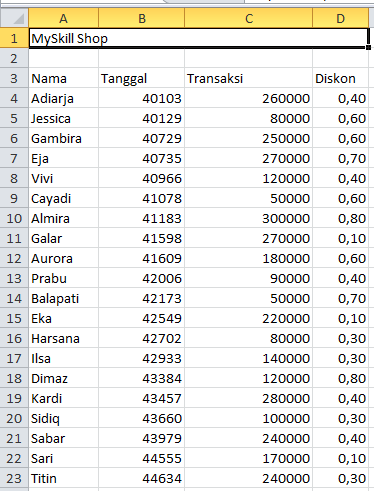 A B C D
1 MySkill Shop
2
3 Nama Tanggal Transaksi Diskon
4 Adiarja 40103 260000 0,40
5 Jessica 40129 80000 0,60
6 Gambira 40729 250000 0,60
7 Eja 40735 270000 0,70
8 Vivi 40966 120000 0,40
9 Cayadi 41078 50000 0,60
10 Almira 41183 300000 0,80
11 Galar 41598 270000 0,10
12 Aurora 41609 180000 0,60
13 Prabu 42006 90000 0,40
14 Balapati 42173 50000 0,70
15 Eka 42549 220000 0,10
16 Harsana 42702 80000 0,30
17 Ilsa 42933 140000 0,30
18 Dimaz 43384 120000 0,80
19 Kardi 43457 280000 0,40
20 Sidiq 43660 100000 0,30
21 Sabar 43979 240000 0,40
22 Sari 44555 170000 0,10
23 Titin 44634 240000 0,30